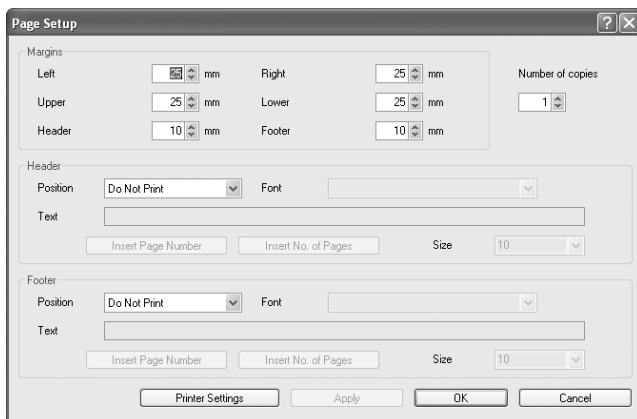 Page Setup
Margins
Left 25 mm Right 25 mm Number of copies
Upper 25 mm Lower 25 mm 1
Header 10 mm Footer 10 mm
Header
Position Do Not Print Font
Text
Insert Page Number Insert No. of Pages Size 10
Footer
Position Do Not Print Font
Text
Insert Page Number Insert No. of Pages Size 10
Printer Settings Apply OK Cancel